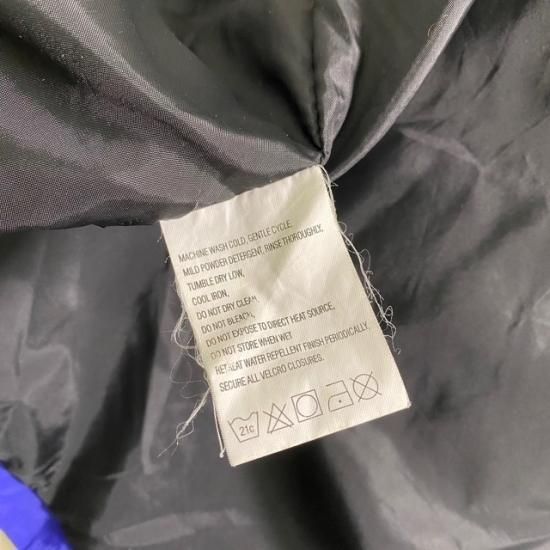 MACHINE WASH COLD, GENTLE CYCLE.
MILD POWDER DETERGENT, RINSE THOROUGHLY,
TUMBLE DRY LOW,
COOL IRON,
DO NOT DRY CLEAN,
DO NOT BLEACH,
DO NOT EXPOSE TO DIRECT HEAT SOURCE,
DO NOT STORE WHEN WET
RETREAT WATER REPELLENT FINISH PERIODICALLY.
SECURE ALL VELCRO CLOSURES.
21c